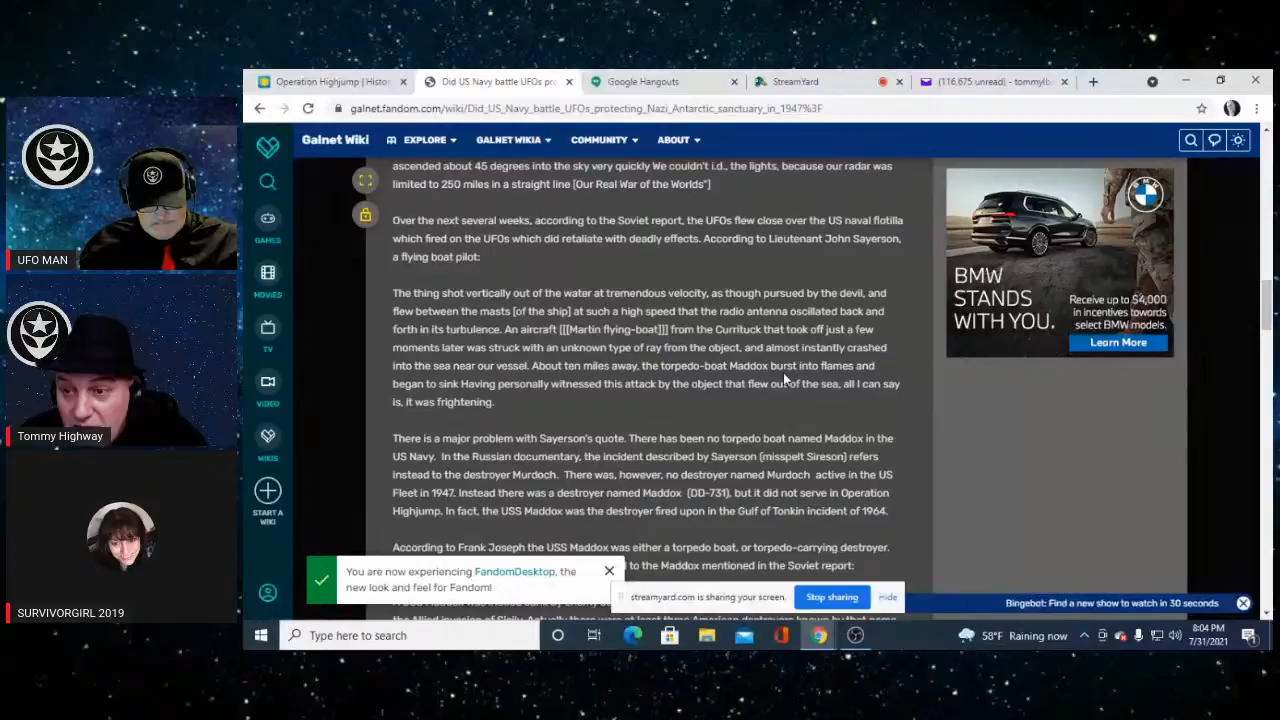 UFO MAN
Tommy Highway
SURVIVORGIRL 2019
Operation Highjump | Histor
Did US Navy battle UFOs pro
Google Hangouts
StreamYard
(116,675 unread) - tommylb
galnet.fandom.com/wiki/Did_US_Navy_battle_UFOs_protecting_Nazi_Antarctic_sanctuary_in_1947%3F
Galnet Wiki
EXPLORE
GALNET WIKIA
COMMUNITY
ABOUT
GAMES
MOVIES
TV
VIDEO
WIKIS
START A
WIKI
ascended about 45 degrees into the sky very quickly We couldn't i.d., the lights, because our radar was
limited to 250 miles in a straight line [Our Real War of the Worlds"]
Over the next several weeks, according to the Soviet report, the UFOs flew close over the US naval flotilla
which fired on the UFOs which did retaliate with deadly effects. According to Lieutenant John Sayerson,
a flying boat pilot:
The thing shot vertically out of the water at tremendous velocity, as though pursued by the devil, and
flew between the masts [of the ship] at such a high speed that the radio antenna oscillated back and
forth in its turbulence. An aircraft [[[Martin flying-boat]]] from the Currituck that took off just a few
moments later was struck with an unknown type of ray from the object, and almost instantly crashed
into the sea near our vessel. About ten miles away, the torpedo-boat Maddox burst into flames and
began to sink Having personally witnessed this attack by the object that flew out of the sea, all I can say
is, it was frightening.
There is a major problem with Sayerson's quote. There has been no torpedo boat named Maddox in the
US Navy. In the Russian documentary, the incident described by Sayerson (misspelt Sireson) refers
instead to the destroyer Murdoch. There was, however, no destroyer named Murdoch active in the US
Fleet in 1947. Instead there was a destroyer named Maddox (DD-731), but it did not serve in Operation
Highjump. In fact, the USS Maddox was the destroyer fired upon in the Gulf of Tonkin incident of 1964.
According to Frank Joseph the USS Maddox was either a torpedo boat, or torpedo-carrying destroyer.
d to the Maddox mentioned in the Soviet report:
BMW
STANDS
WITH YOU.
Receive up to $4,000
in incentives towards
select BMW models.
Learn More
You are now experiencing FandomDesktop, the
new look and feel for Fandom!
streamyard.com is sharing your screen.
Stop sharing
Hide
Bingebot: Find a new show to watch in 30 seconds
Type here to search
58°F Raining now
8:04 PM
7/31/2021